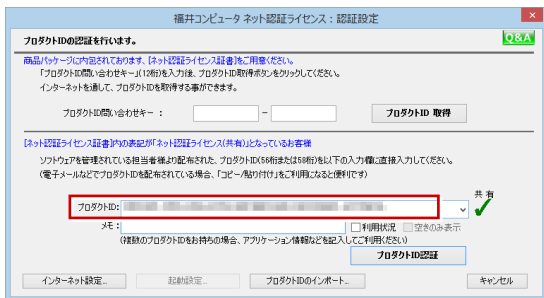 福井コンピュータ ネット認証ライセンス：認証設定
プロダクトIDの認証を行います。
Q&A
商品パッケージに内包されております、[ネット認証ライセンス証書]をご用意ください。
「プロダクトID問い合わせキー」(12桁)を入力後、プロダクトID取得ボタンをクリックしてください。
インターネットを通して、プロダクトIDを取得する事ができます。
プロダクトID問い合わせキー ： － プロダクトID 取得
[ネット認証ライセンス証書]内の表記が「ネット認証ライセンス(共有)」となっているお客様
ソフトウェアを管理されている担当者様より配布された、プロダクトID(56桁または58桁)を以下の入力欄に直接入力してください。
(電子メールなどでプロダクトIDを配布されている場合、「コピー/貼り付け」をご利用になると便利です)
共有
プロダクトID:
メモ: 利用状況 空きのみ表示
(複数のプロダクトIDをお持ちの場合、アプリケーション情報などを記入してご利用ください)
プロダクトID認証
インターネット設定... 起動設定... プロダクトIDのインポート... キャンセル